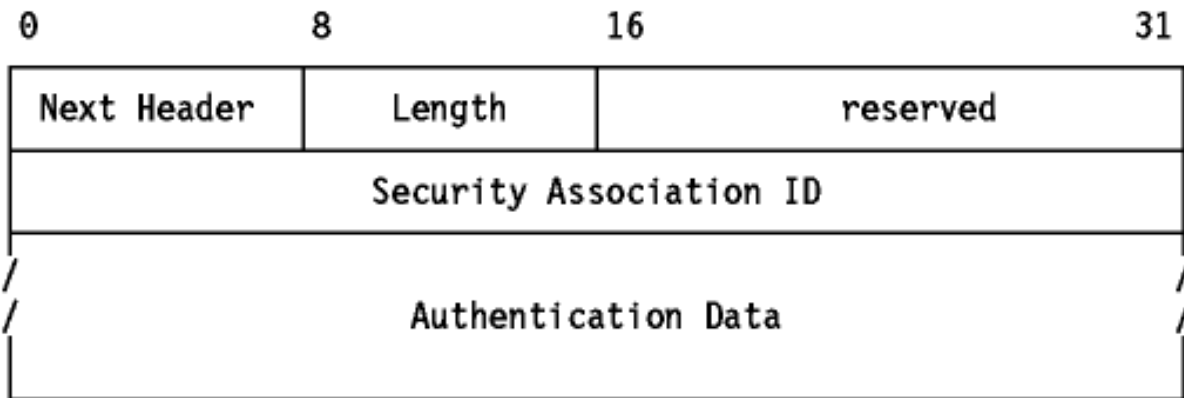 0 8 16 31
Next Header Length reserved
Security Association ID
Authentication Data